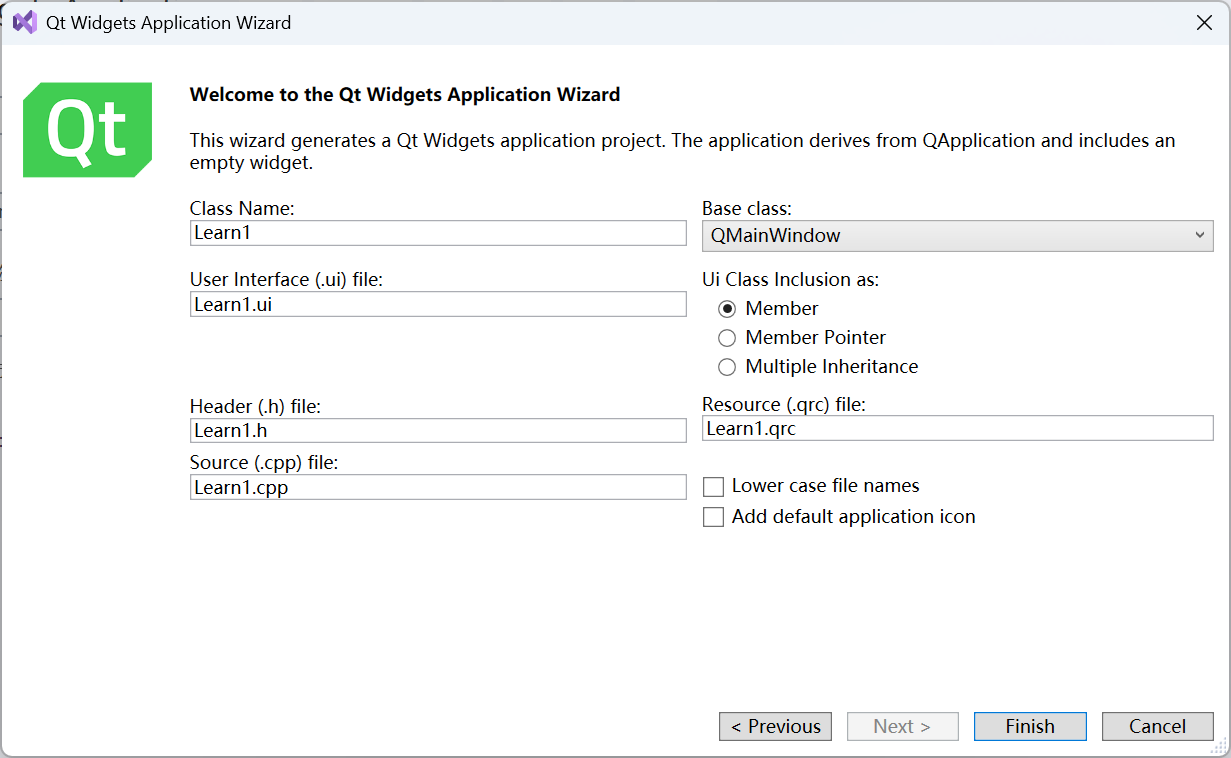 Qt Widgets Application Wizard
Qt
Welcome to the Qt Widgets Application Wizard
This wizard generates a Qt Widgets application project. The application derives from QApplication and includes an
empty widget.
Class Name:
Learn1
Base class:
QMainWindow
User Interface (.ui) file:
Learn1.ui
Ui Class Inclusion as:
Member
Member Pointer
Multiple Inheritance
Header (.h) file:
Learn1.h
Resource (.qrc) file:
Learn1.qrc
Source (.cpp) file:
Learn1.cpp
Lower case file names
Add default application icon
< Previous
Next >
Finish
Cancel